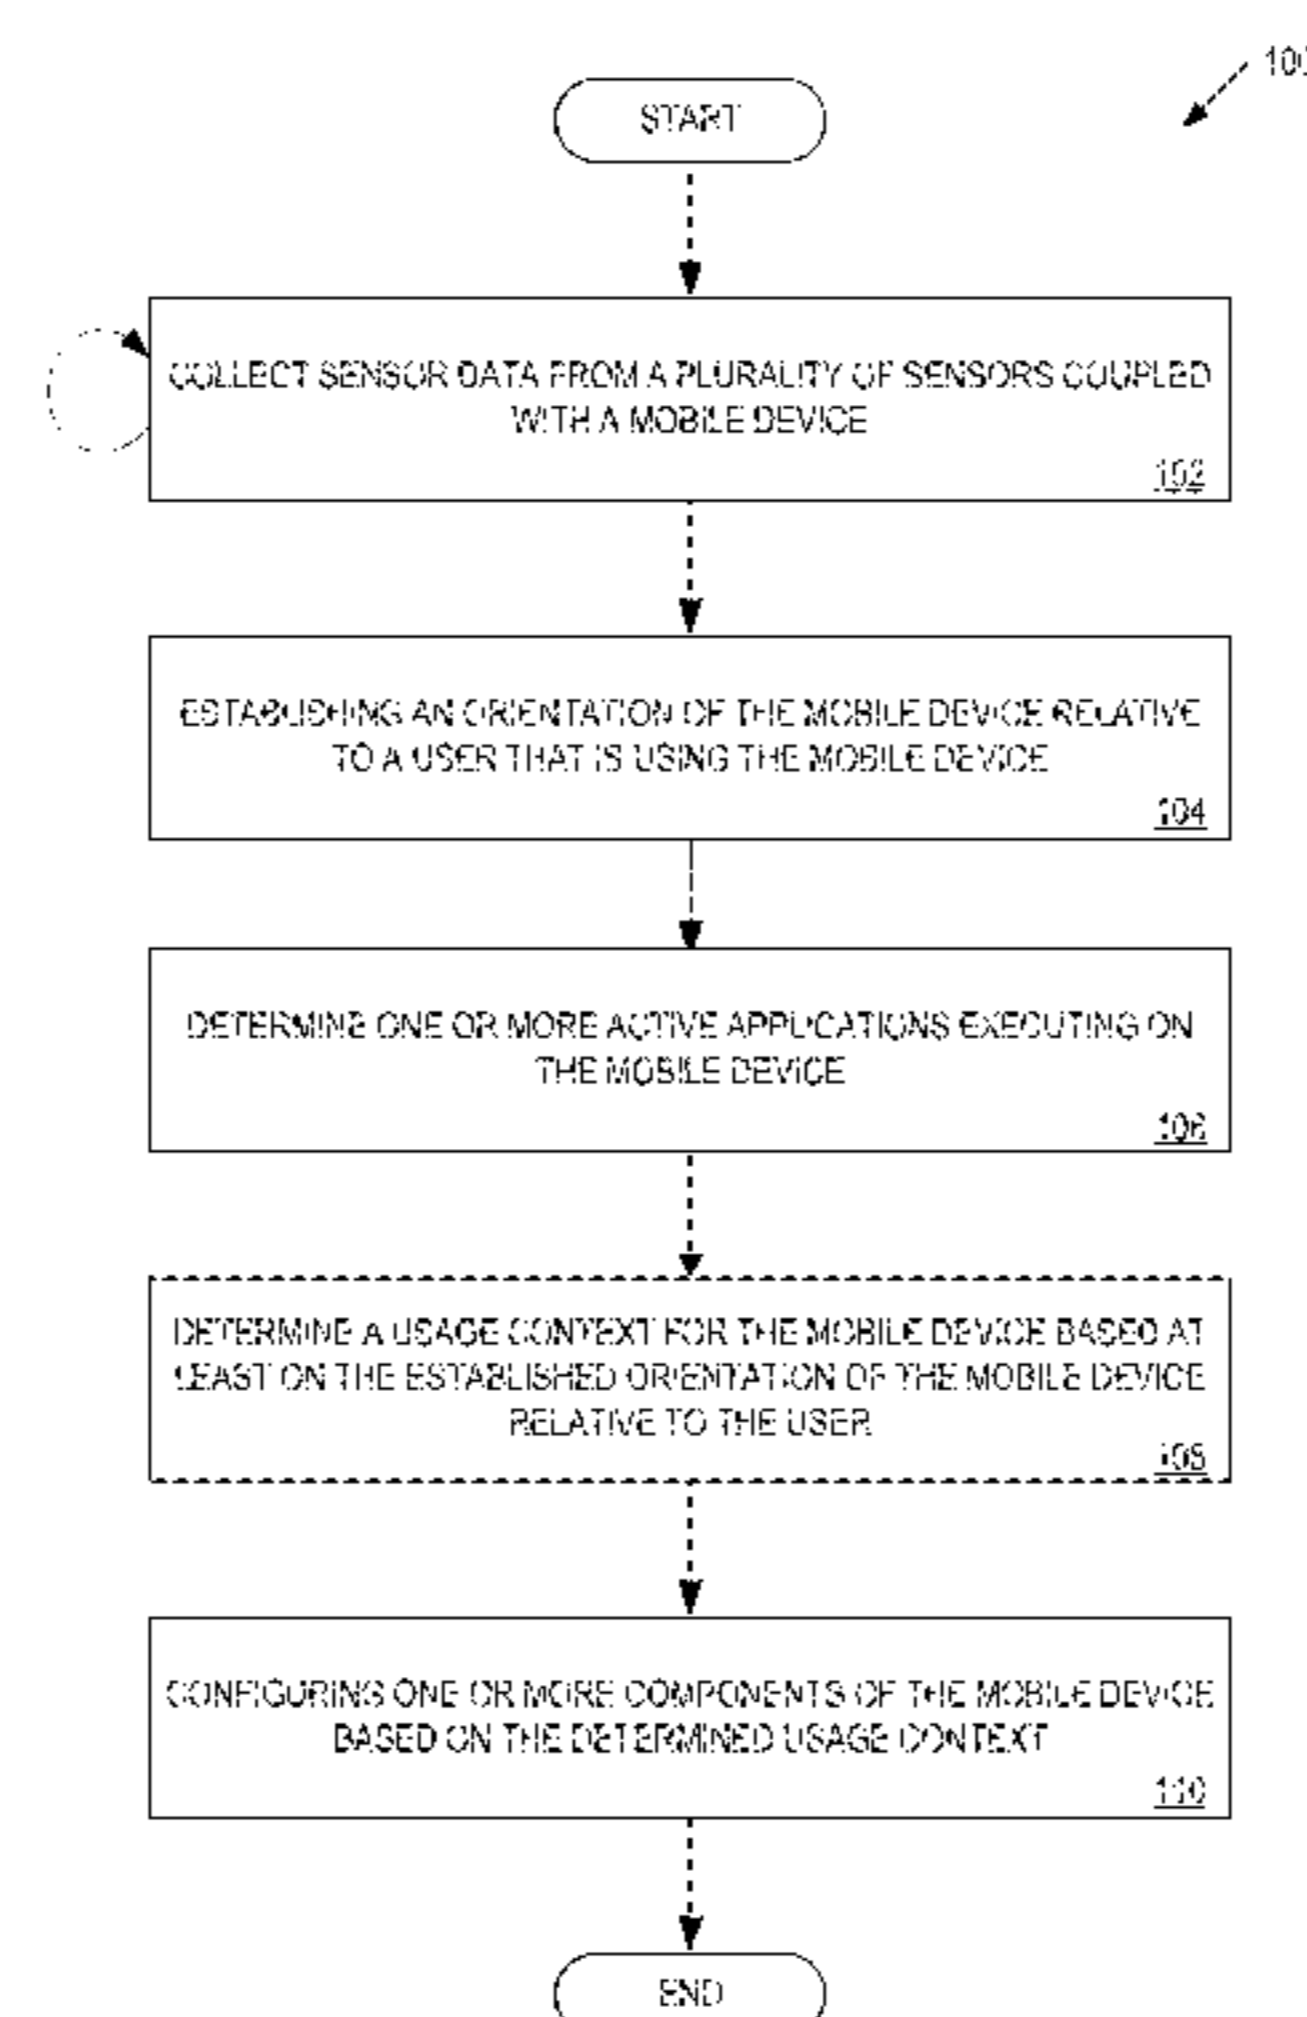 100
START
COLLECT SENSOR DATA FROM A PLURALITY OF SENSORS COUPLED
WITH A MOBILE DEVICE
102
ESTABLISHING AN ORIENTATION OF THE MOBILE DEVICE RELATIVE
TO A USER THAT IS USING THE MOBILE DEVICE
104
DETERMINE ONE OR MORE ACTIVE APPLICATIONS EXECUTING ON
THE MOBILE DEVICE
106
DETERMINE A USAGE CONTEXT FOR THE MOBILE DEVICE BASED AT
LEAST ON THE ESTABLISHED ORIENTATION OF THE MOBILE DEVICE
RELATIVE TO THE USER
108
CONFIGURING ONE OR MORE COMPONENTS OF THE MOBILE DEVICE
BASED ON THE DETERMINED USAGE CONTEXT
110
END